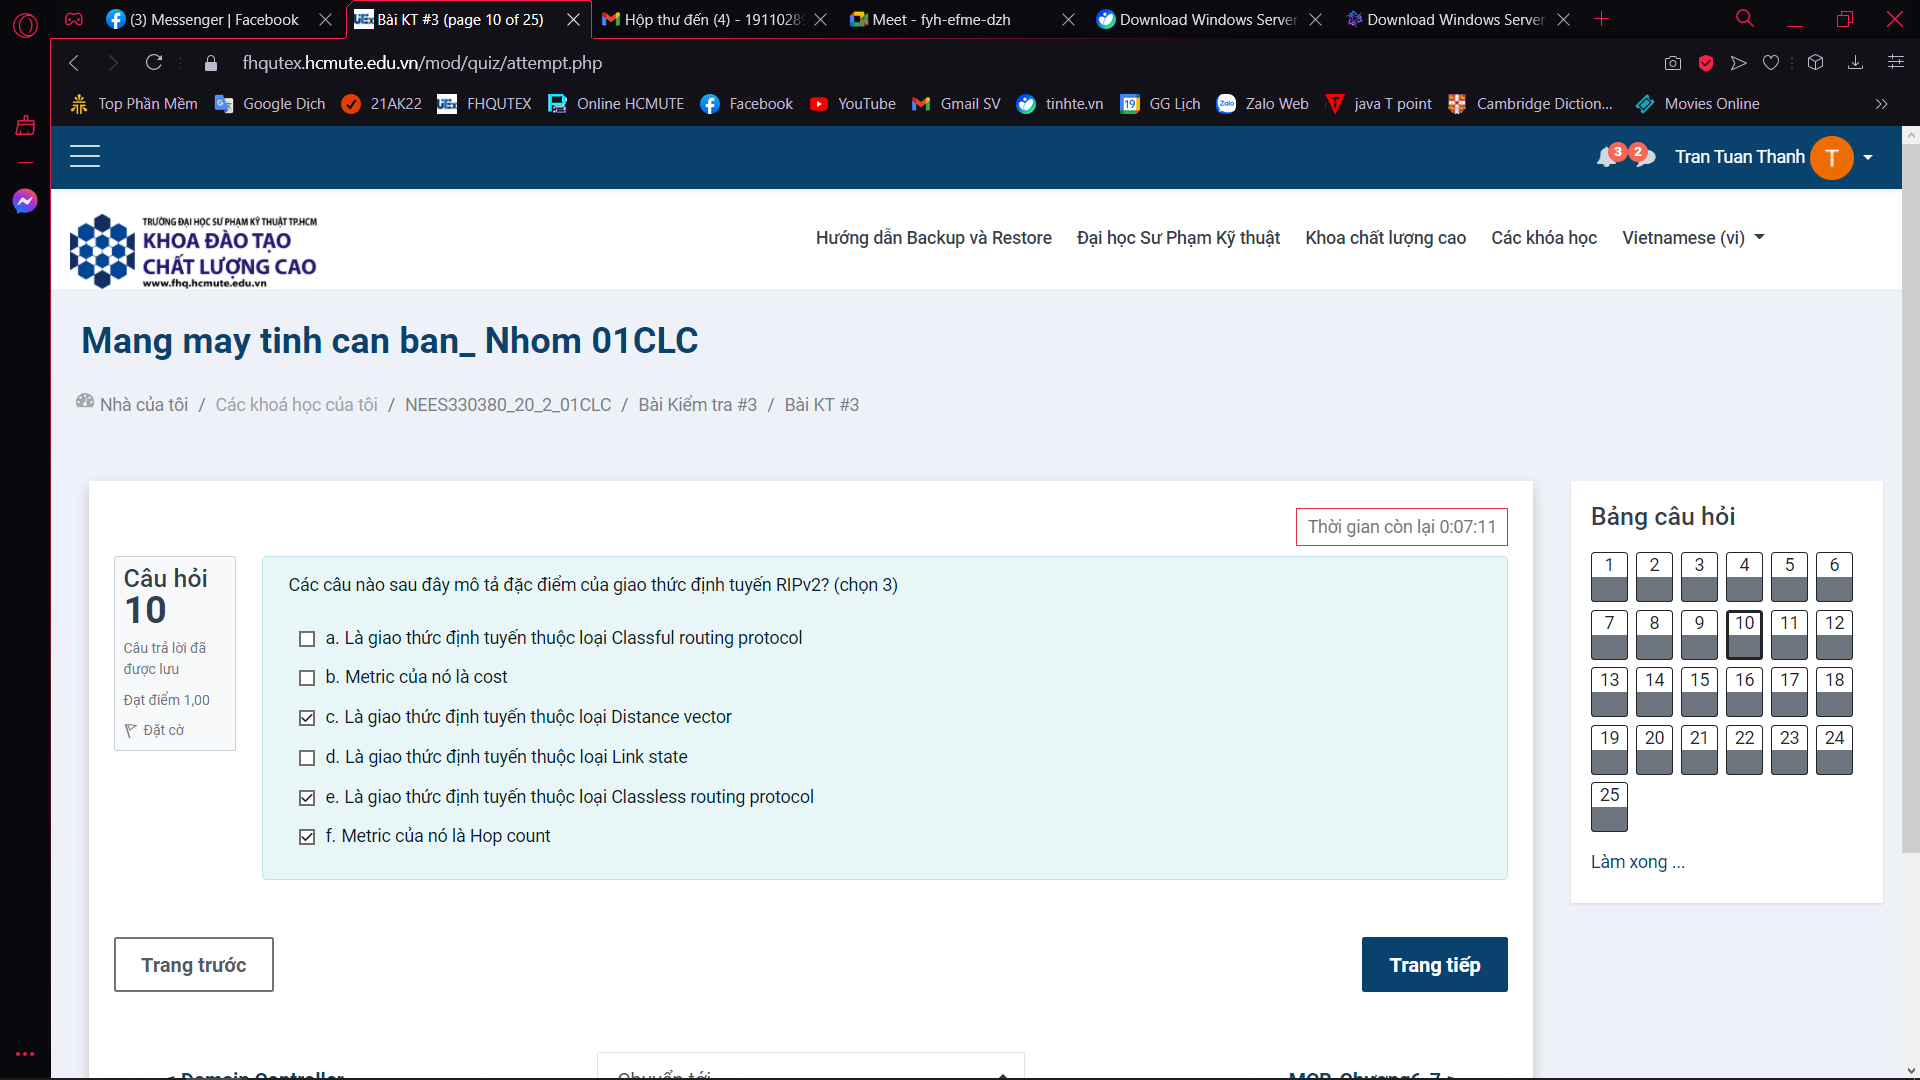 (3) Messenger | Facebook
Bài KT #3 (page 10 of 25)
Hộp thư đến (4) - 1911028
Meet - fyh-efme-dzh
Download Windows Server
Download Windows Server
fhqutex.hcmute.edu.vn/mod/quiz/attempt.php
Top Phần Mềm
Google Dịch
21AK22
FHQUTEX
Online HCMUTE
Facebook
YouTube
Gmail SV
tinhte.vn
19
GG Lịch
Zalo
Zalo Web
java T point
Cambridge Diction...
Movies Online
3
2
Tran Tuan Thanh
T
TRƯỜNG ĐẠI HỌC SƯ PHẠM KỸ THUẬT TP.HCM
KHOA ĐÀO TẠO
CHẤT LƯỢNG CAO
www.fhq.hcmute.edu.vn
Hướng dẫn Backup và Restore
Đại học Sư Phạm Kỹ thuật
Khoa chất lượng cao
Các khóa học
Vietnamese (vi)
Mang may tinh can ban_ Nhom 01CLC
Nhà của tôi / Các khoá học của tôi / NEES330380_20_2_01CLC / Bài Kiểm tra #3 / Bài KT #3
Thời gian còn lại 0:07:11
Câu hỏi
10
Câu trả lời đã
được lưu
Đạt điểm 1,00
Đặt cờ
Các câu nào sau đây mô tả đặc điểm của giao thức định tuyến RIPv2? (chọn 3)
a. Là giao thức định tuyến thuộc loại Classful routing protocol
b. Metric của nó là cost
c. Là giao thức định tuyến thuộc loại Distance vector
d. Là giao thức định tuyến thuộc loại Link state
e. Là giao thức định tuyến thuộc loại Classless routing protocol
f. Metric của nó là Hop count
Trang trước
Trang tiếp
Bảng câu hỏi
1 2 3 4 5 6
7 8 9 10 11 12
13 14 15 16 17 18
19 20 21 22 23 24
25
Làm xong ...
Domain Controller
Chuyển tới